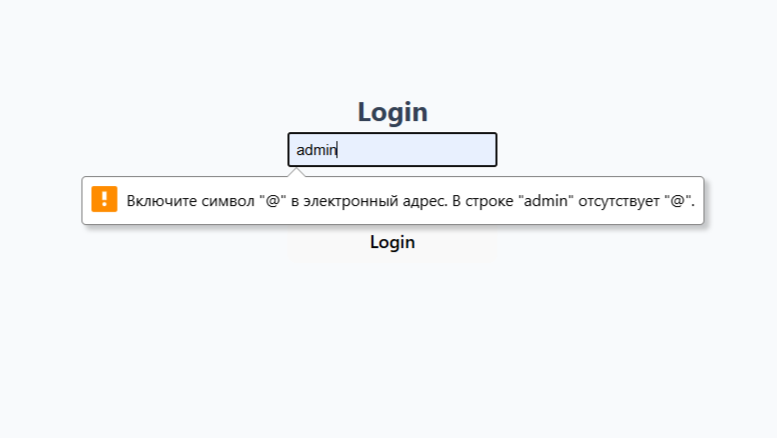 Login
admin
Включите символ "@" в электронный адрес. В строке "admin" отсутствует "@".
Login